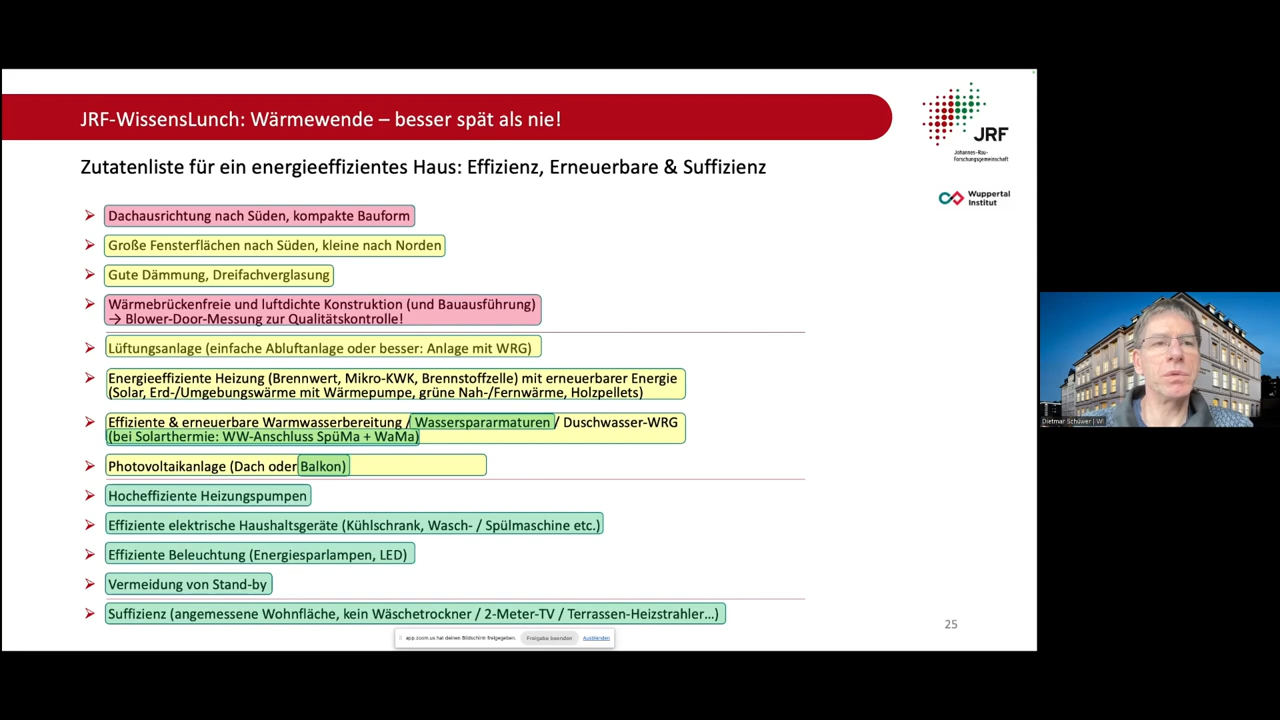 JRF-WissensLunch: Wärmewende – besser spät als nie!
JRF
Johannes-Rau-
Forschungsgemeinschaft
Zutatenliste für ein energieeffizientes Haus: Effizienz, Erneuerbare & Suffizienz
Wuppertal
Institut
Dachausrichtung nach Süden, kompakte Bauform
Große Fensterflächen nach Süden, kleine nach Norden
Gute Dämmung, Dreifachverglasung
Wärmebrückenfreie und luftdichte Konstruktion (und Bauausführung)
→ Blower-Door-Messung zur Qualitätskontrolle!
Lüftungsanlage (einfache Abluftanlage oder besser: Anlage mit WRG)
Energieeffiziente Heizung (Brennwert, Mikro-KWK, Brennstoffzelle) mit erneuerbarer Energie
(Solar, Erd-/Umgebungswärme mit Wärmepumpe, grüne Nah-/Fernwärme, Holzpellets)
Effiziente & erneuerbare Warmwasserbereitung / Wasserspararmaturen / Duschwasser-WRG
(bei Solarthermie: WW-Anschluss SpüMa + WaMa)
Photovoltaikanlage (Dach oder Balkon)
Hocheffiziente Heizungspumpen
Effiziente elektrische Haushaltsgeräte (Kühlschrank, Wasch- / Spülmaschine etc.)
Effiziente Beleuchtung (Energiesparlampen, LED)
Vermeidung von Stand-by
Suffizienz (angemessene Wohnfläche, kein Wäschetrockner / 2-Meter-TV / Terrassen-Heizstrahler…)
25
app.zoom.us hat deinen Bildschirm freigegeben. Freigabe beenden Ausblenden
Dietmar Schüwer | WI